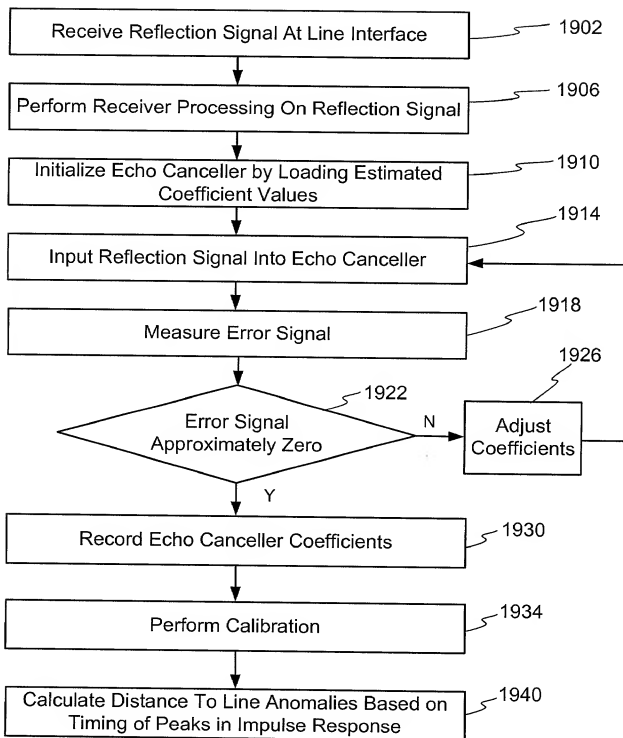 Receive Reflection Signal At Line Interface
1902
Perform Receiver Processing On Reflection Signal
1906
Initialize Echo Canceller by Loading Estimated
Coefficient Values
1910
Input Reflection Signal Into Echo Canceller
1914
Measure Error Signal
1918
Error Signal
Approximately Zero
1922
N
Adjust
Coefficients
1926
Y
Record Echo Canceller Coefficients
1930
Perform Calibration
1934
Calculate Distance To Line Anomalies Based on
Timing of Peaks in Impulse Response
1940